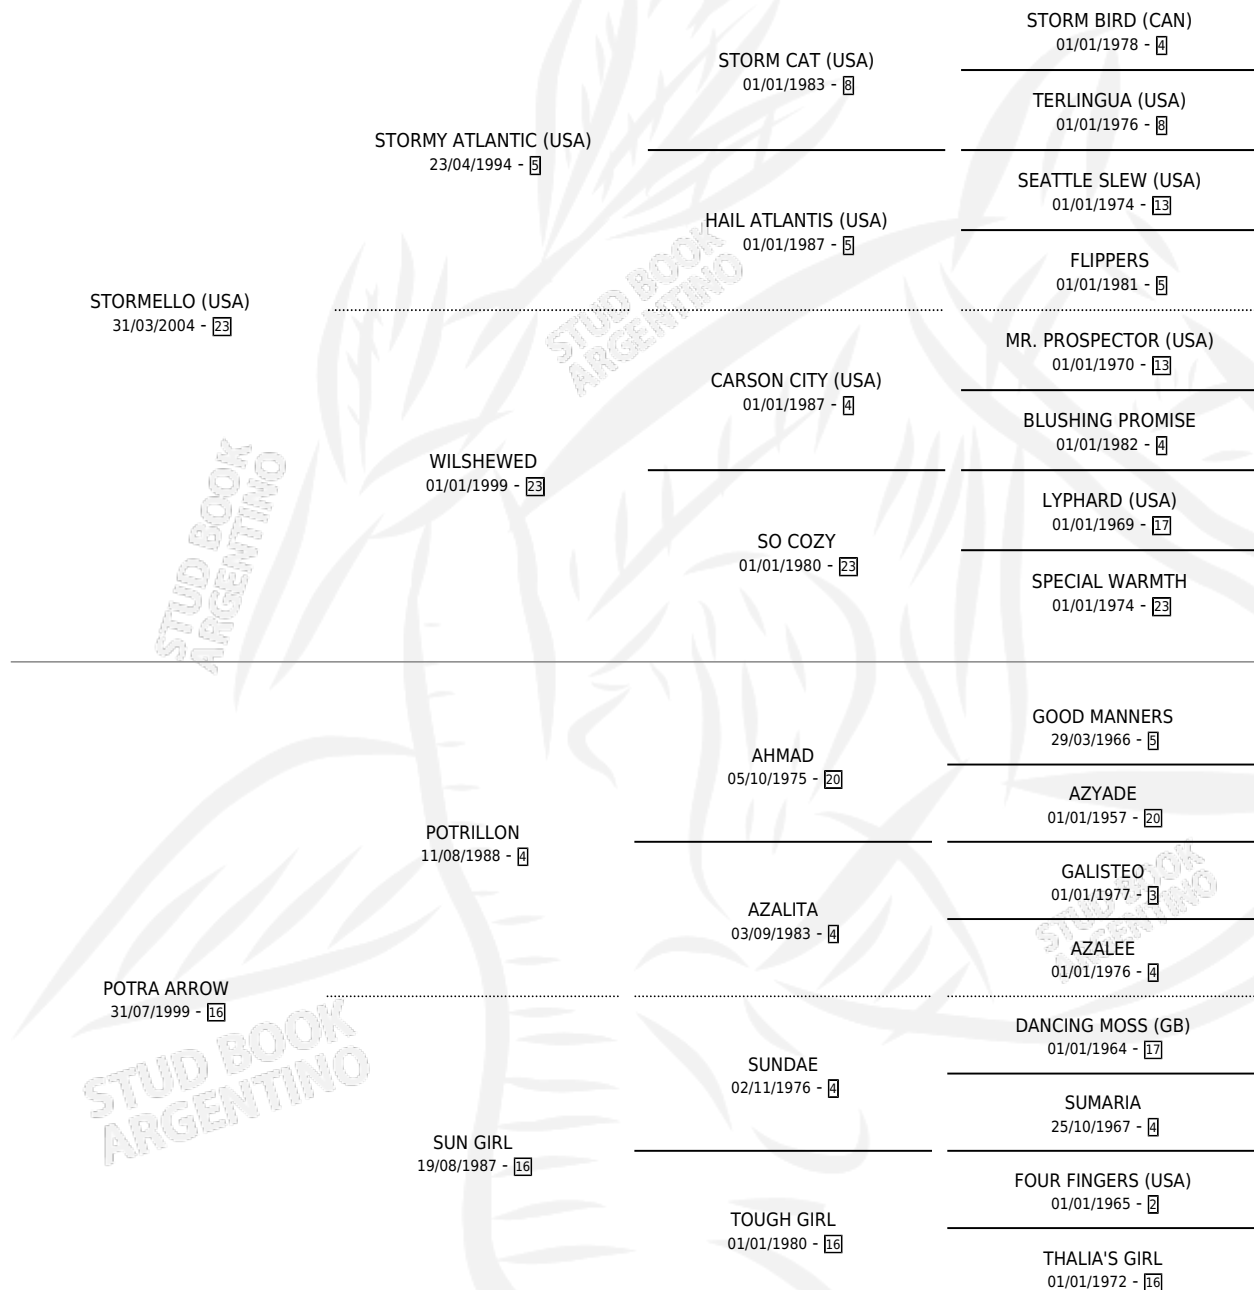 STORM BIRD (CAN)
01/01/1978 - 4
STORM CAT (USA)
01/01/1983 - 8
TERLINGUA (USA)
01/01/1976 - 8
STORMY ATLANTIC (USA)
23/04/1994 - 5
SEATTLE SLEW (USA)
01/01/1974 - 13
HAIL ATLANTIS (USA)
01/01/1987 - 5
FLIPPERS
01/01/1981 - 5
STUD BOOK
ARGENTINO
STORMELLO (USA)
31/03/2004 - 23
MR. PROSPECTOR (USA)
01/01/1970 - 13
CARSON CITY (USA)
01/01/1987 - 4
BLUSHING PROMISE
01/01/1982 - 4
WILSHEWED
01/01/1999 - 23
LYPHARD (USA)
01/01/1969 - 17
SO COZY
01/01/1980 - 23
SPECIAL WARMTH
01/01/1974 - 23
STUD BOOK
ARGENTINO
GOOD MANNERS
29/03/1966 - 5
AHMAD
05/10/1975 - 20
AZYADE
01/01/1957 - 20
POTRILLON
11/08/1988 - 4
GALISTEO
01/01/1977 - 3
AZALITA
03/09/1983 - 4
AZALEE
01/01/1976 - 4
STUD BOOK
ARGENTINO
POTRA ARROW
31/07/1999 - 16
DANCING MOSS (GB)
01/01/1964 - 17
SUNDAE
02/11/1976 - 4
SUMARIA
25/10/1967 - 4
STUD BOOK
ARGENTINO
SUN GIRL
19/08/1987 - 16
FOUR FINGERS (USA)
01/01/1965 - 2
TOUGH GIRL
01/01/1980 - 16
THALIA'S GIRL
01/01/1972 - 16